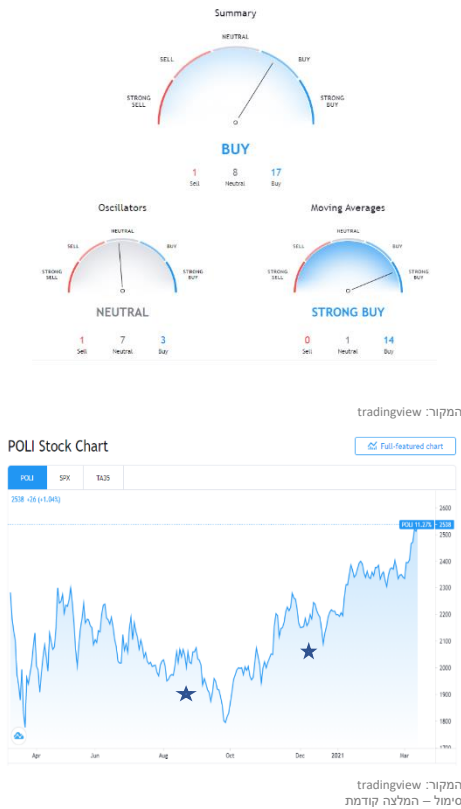 Summary
NEUTRAL
SELL
BUY
STRONG SELL
STRONG BUY
BUY
1 8 17
Sell Neutral Buy
Oscillators
NEUTRAL
SELL
BUY
STRONG SELL
STRONG BUY
NEUTRAL
1 7 3
Sell Neutral Buy
Moving Averages
NEUTRAL
SELL
BUY
STRONG SELL
STRONG BUY
STRONG BUY
0 1 14
Sell Neutral Buy
המקור: tradingview
POLI Stock Chart
Full-featured chart
POLI SPX TA35
2538 +26 (+1.04%)
2600
POLI 11.27% 2538
2500
2400
2300
2200
2100
2000
1900
1800
1700
Apr Jun Aug Oct Dec 2021 Mar
המקור: tradingview
סימול – המלצה קודמת